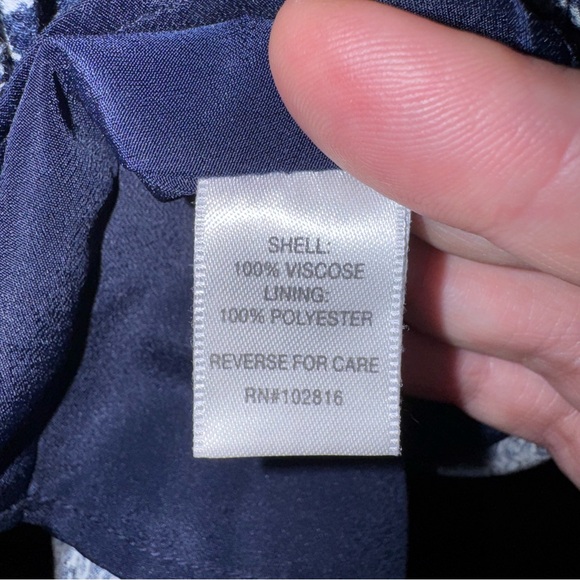 SHELL:
100% VISCOSE
LINING:
100% POLYESTER
REVERSE FOR CARE
RN#102816